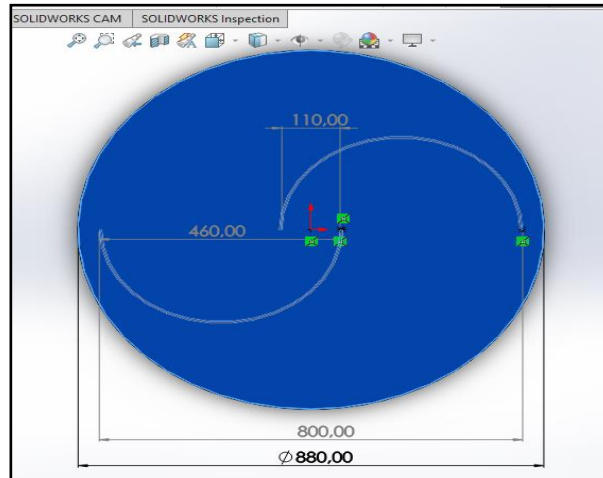 SOLIDWORKS CAM SOLIDWORKS Inspection
110,00
460,00
800,00
∅880,00